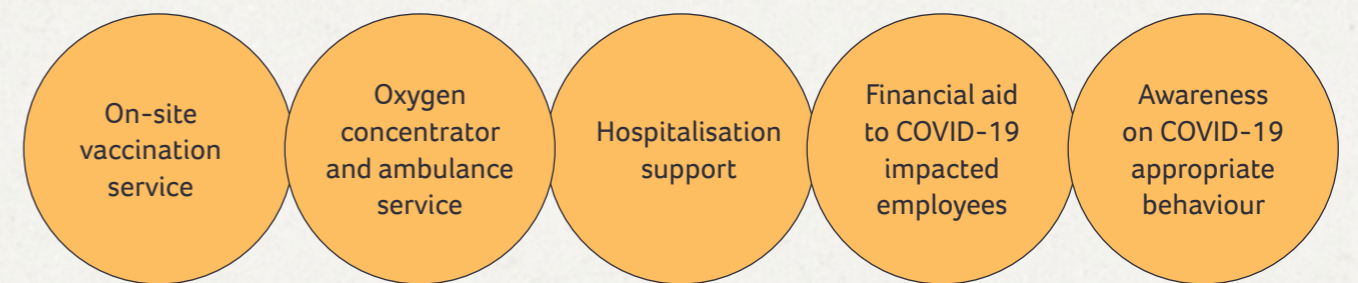 On-site
vaccination
service
Oxygen
concentrator
and ambulance
service
Hospitalisation
support
Financial aid
to COVID-19
impacted
employees
Awareness
on COVID-19
appropriate
behaviour